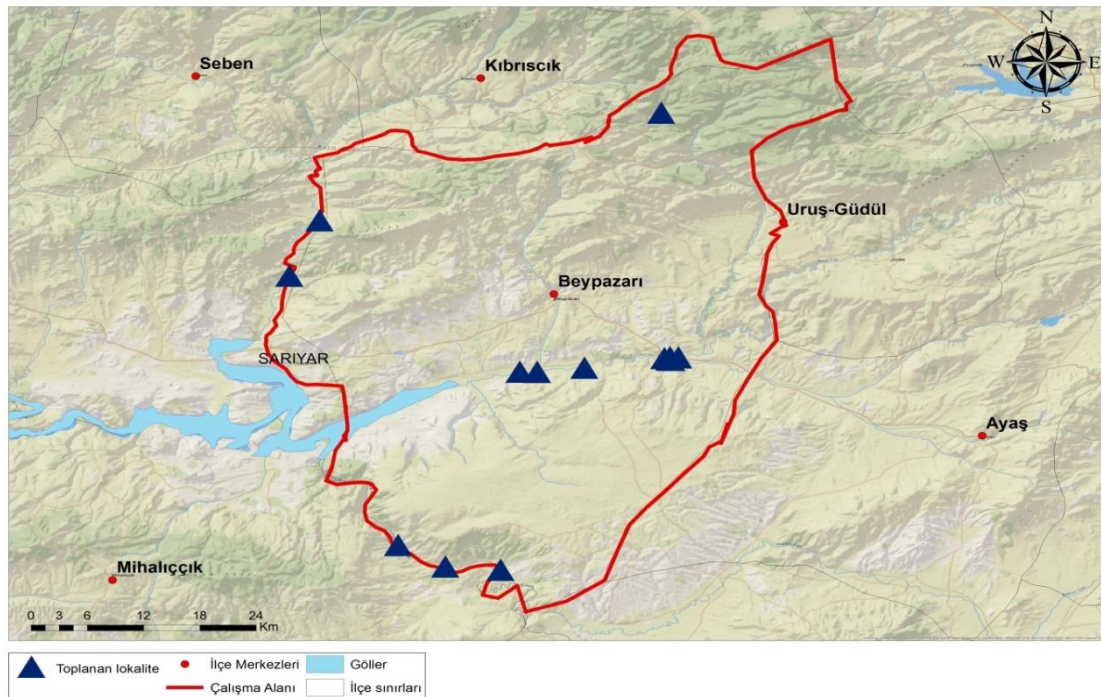 N
Seben
Kıbrıscık
W
E
S
Uruş-Güdül
Beypazarı
SARIYAR
Ayaş
Mihalıççık
0 3 6 12 18 24
Km
Toplanan lokalite
İlçe Merkezleri
Göller
Çalışma Alanı
İlçe sınırları